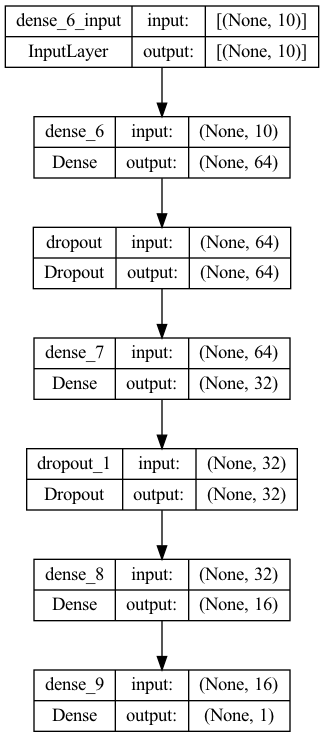 dense_6_input input: [(None, 10)]
InputLayer output: [(None, 10)]
dense_6 input: (None, 10)
Dense output: (None, 64)
dropout input: (None, 64)
Dropout output: (None, 64)
dense_7 input: (None, 64)
Dense output: (None, 32)
dropout_1 input: (None, 32)
Dropout output: (None, 32)
dense_8 input: (None, 32)
Dense output: (None, 16)
dense_9 input: (None, 16)
Dense output: (None, 1)